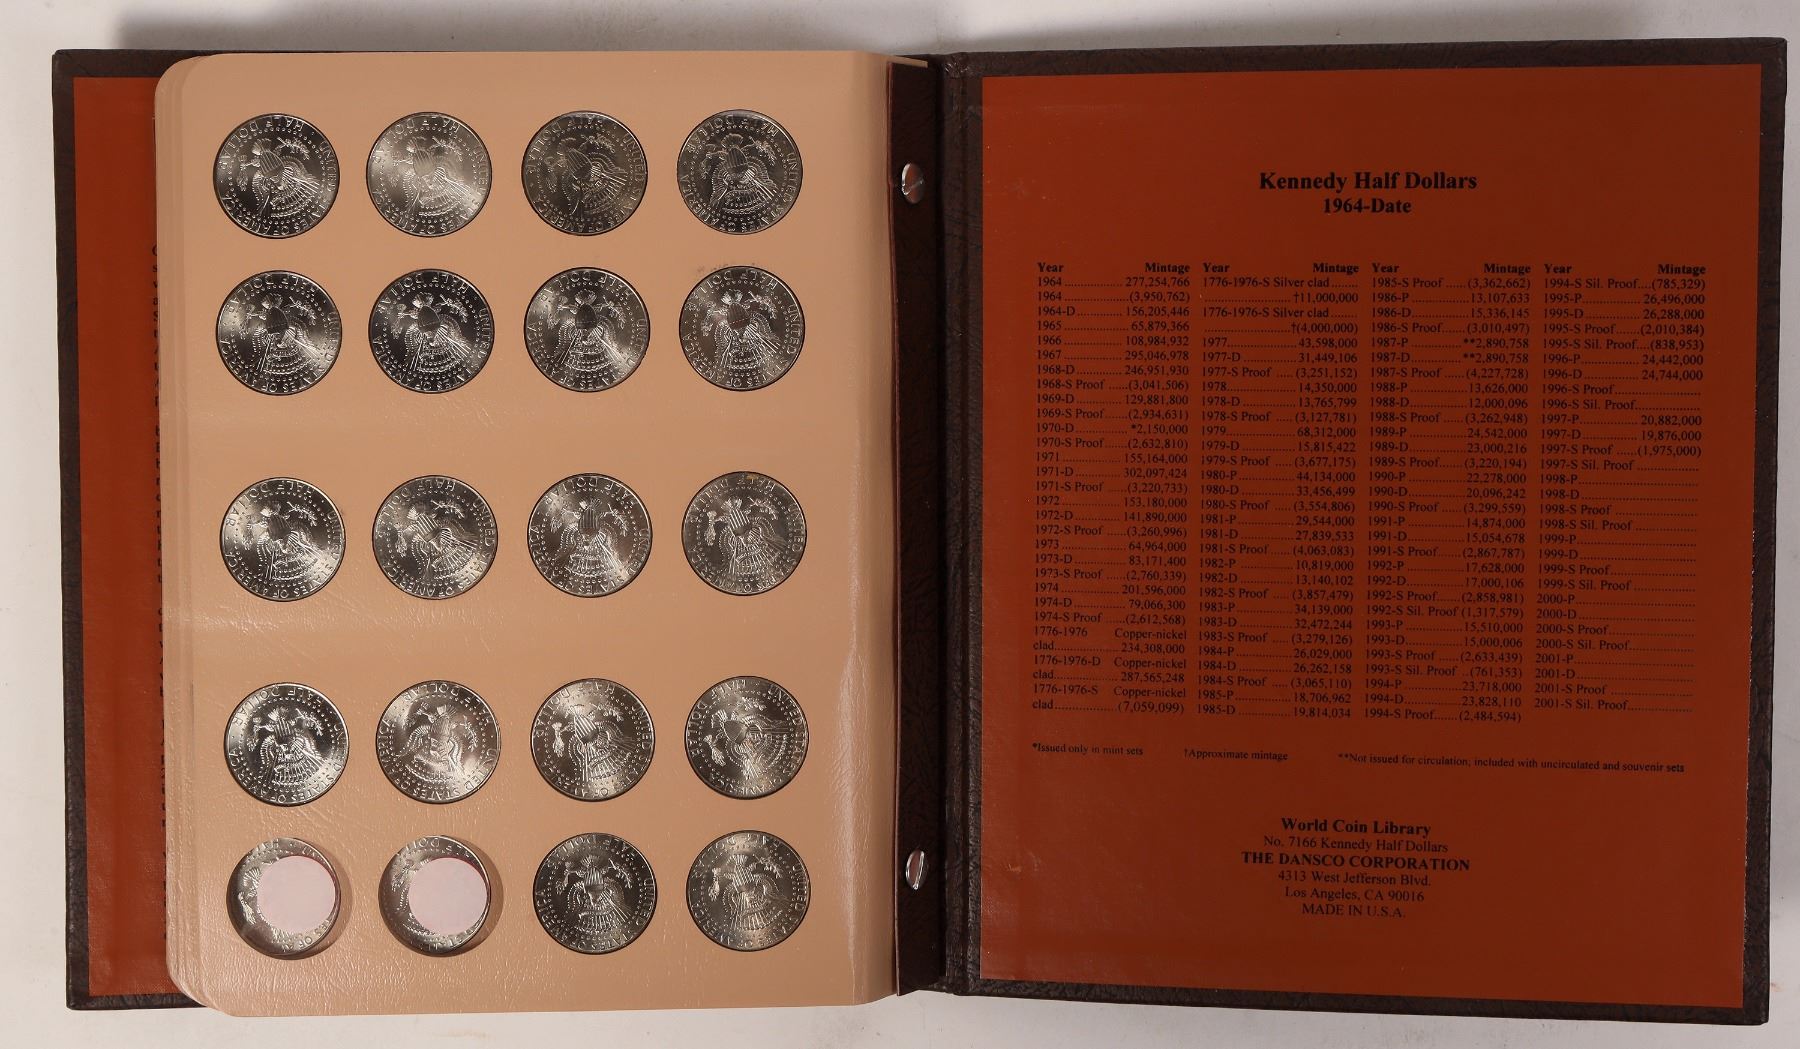 Kennedy Half Dollars
1964-Date
Year Mintage
1964 277,254,766
1964 (3,950,762)
1964-D 156,205,446
1965 65,879,366
1966 108,984,932
1967 295,046,978
1968-D 246,951,930
1968-S Proof (3,041,506)
1969-D 129,881,800
1969-S Proof (2,934,631)
1970-D *2,150,000
1970-S Proof (2,632,810)
1971 155,164,000
1971-D 302,097,424
1971-S Proof (3,220,733)
1972 153,180,000
1972-D 141,890,000
1972-S Proof (3,260,996)
1973 64,964,000
1973-D 83,171,400
1973-S Proof (2,760,339)
1974 201,596,000
1974-D 79,066,300
1974-S Proof (2,612,568)
1776-1976 Copper-nickel
clad 234,308,000
1776-1976-D Copper-nickel
clad 287,565,248
1776-1976-S Copper-nickel
clad (7,059,099)
Year Mintage
1776-1976-S Silver clad
†11,000,000
1776-1976-S Silver clad
†(4,000,000)
1977 43,598,000
1977-D 31,449,106
1977-S Proof (3,251,152)
1978 14,350,000
1978-D 13,765,799
1978-S Proof (3,127,781)
1979 68,312,000
1979-D 15,815,422
1979-S Proof (3,677,175)
1980-P 44,134,000
1980-D 33,456,499
1980-S Proof (3,554,806)
1981-P 29,544,000
1981-D 27,839,533
1981-S Proof (4,063,083)
1982-P 10,819,000
1982-D 13,140,102
1982-S Proof (3,857,479)
1983-P 34,139,000
1983-D 32,472,244
1983-S Proof (3,279,126)
1984-P 26,029,000
1984-D 26,262,158
1984-S Proof (3,065,110)
1985-P 18,706,962
1985-D 19,814,034
Year Mintage
1985-S Proof (3,362,662)
1986-P 13,107,633
1986-D 15,336,145
1986-S Proof (3,010,497)
1987-P **2,890,758
1987-D **2,890,758
1987-S Proof (4,227,728)
1988-P 13,626,000
1988-D 12,000,096
1988-S Proof (3,262,948)
1989-P 24,542,000
1989-D 23,000,216
1989-S Proof (3,220,194)
1990-P 22,278,000
1990-D 20,096,242
1990-S Proof (3,299,559)
1991-P 14,874,000
1991-D 15,054,678
1991-S Proof (2,867,787)
1992-P 17,628,000
1992-D 17,000,106
1992-S Proof (2,858,981)
1992-S Sil. Proof (1,317,579)
1993-P 15,510,000
1993-D 15,000,006
1993-S Proof (2,633,439)
1993-S Sil. Proof (761,353)
1994-P 23,718,000
1994-D 23,828,110
1994-S Proof (2,484,594)
Year Mintage
1994-S Sil. Proof (785,329)
1995-P 26,496,000
1995-D 26,288,000
1995-S Proof (2,010,384)
1995-S Sil. Proof (838,953)
1996-P 24,442,000
1996-D 24,744,000
1996-S Proof
1996-S Sil. Proof
1997-P 20,882,000
1997-D 19,876,000
1997-S Proof (1,975,000)
1997-S Sil. Proof
1998-P
1998-D
1998-S Proof
1998-S Sil. Proof
1999-P
1999-D
1999-S Proof
1999-S Sil. Proof
2000-P
2000-D
2000-S Proof
2000-S Sil. Proof
2001-P
2001-D
2001-S Proof
2001-S Sil. Proof
*Issued only in mint sets †Approximate mintage **Not issued for circulation; included with uncirculated and souvenir sets
World Coin Library
No. 7166 Kennedy Half Dollars
THE DANSCO CORPORATION
4313 West Jefferson Blvd.
Los Angeles, CA 90016
MADE IN U.S.A.